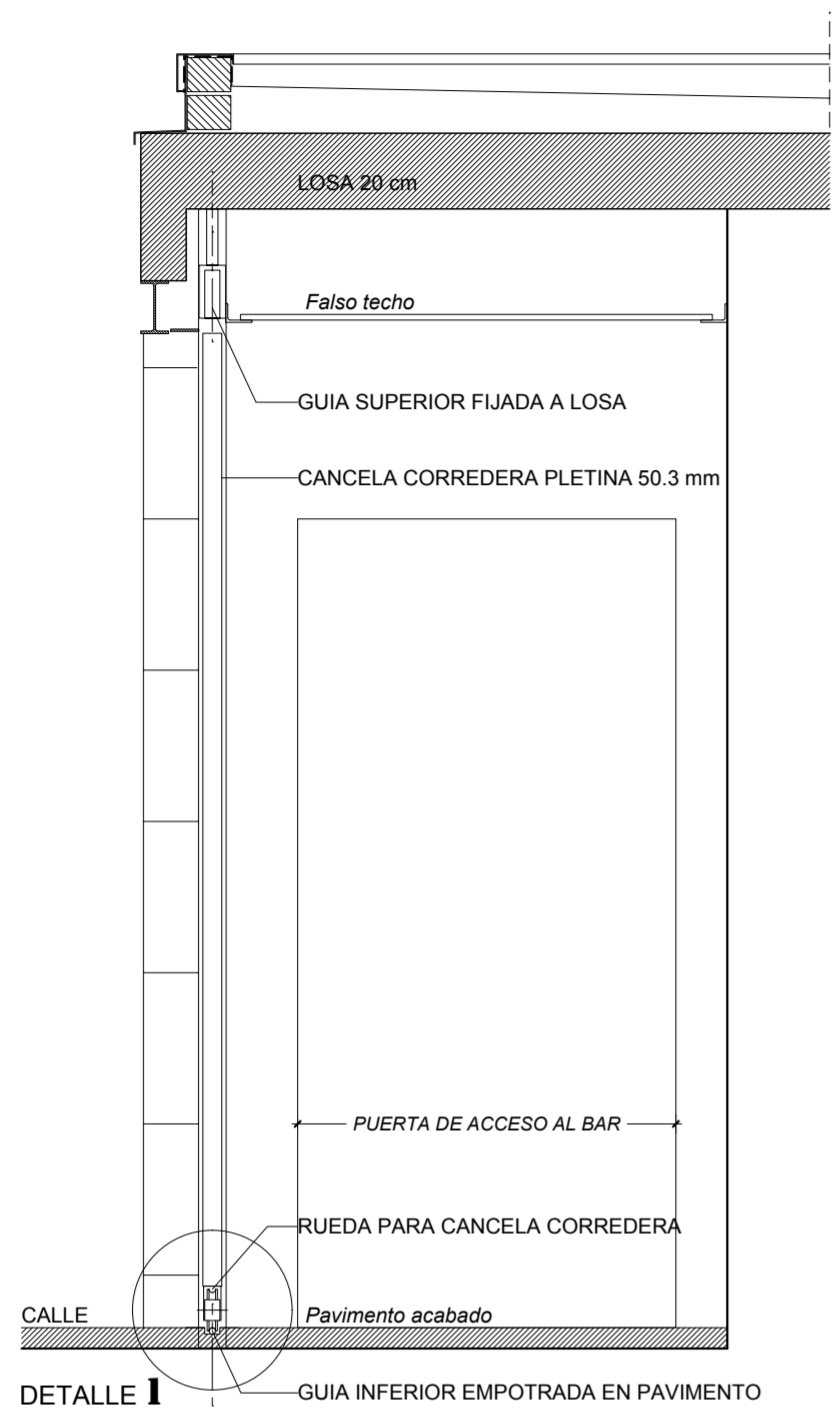 LOSA 20 cm
Falso techo
GUIA SUPERIOR FIJADA A LOSA
CANCELA CORREDERA PLETINA 50.3 mm
PUERTA DE ACCESO AL BAR
RUEDA PARA CANCELA CORREDERA
CALLE
Pavimento acabado
DETALLE 1
GUIA INFERIOR EMPOTRADA EN PAVIMENTO